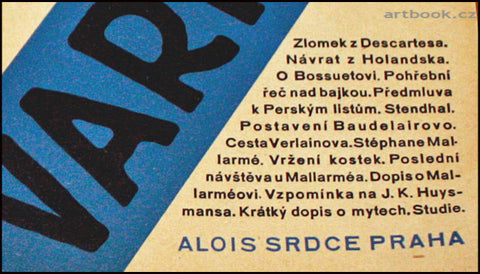 artbook.cz
VARI
Zlomek z Descartesa.
Návrat z Holandska.
O Bossuetovi. Pohřební
řeč nad bajkou. Předmluva
k Perským listům. Stendhal.
Postavení Baudelairovo.
Cesta Verlainova. Stéphane Mal-
larmé. Vržení kostek. Poslední
návštěva u Mallarméa. Dopis o Mal-
larméovi. Vzpomínka na J. K. Huys-
mansa. Krátký dopis o mytech. Studie.
ALOIS SRDCE PRAHA